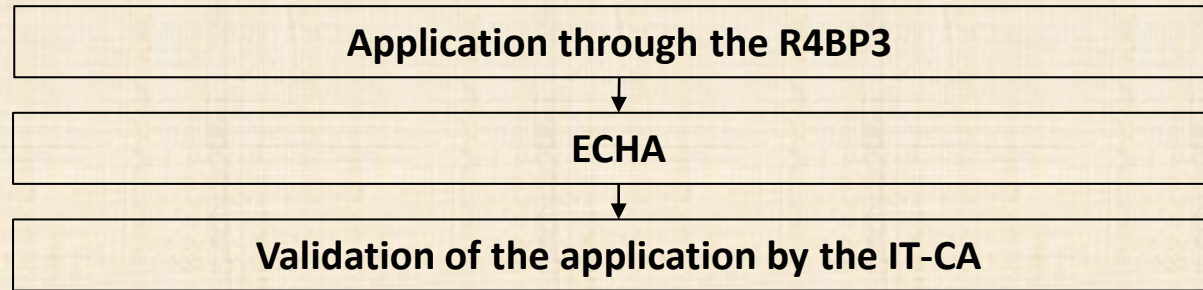 Application through the R4BP3
ECHA
Validation of the application by the IT-CA